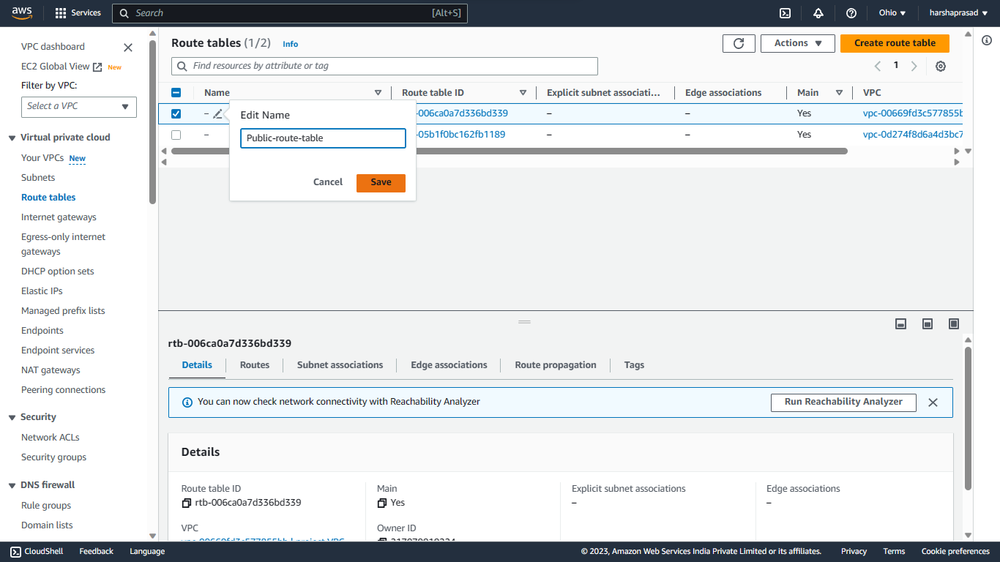 aws
Services
Search
[Alt+S]
Ohio
harshaprasad
VPC dashboard
EC2 Global View
New
Filter by VPC:
Select a VPC
Virtual private cloud
Your VPCs New
Subnets
Route tables
Internet gateways
Egress-only internet
gateways
DHCP option sets
Elastic IPs
Managed prefix lists
Endpoints
Endpoint services
NAT gateways
Peering connections
Security
Network ACLs
Security groups
DNS firewall
Rule groups
Domain lists
Route tables (1/2) Info
Actions
Create route table
Find resources by attribute or tag
1
Name Route table ID Explicit subnet associati... Edge associations Main VPC
– -006ca0a7d336bd339 – – Yes vpc-00669fd3c577855b
– -05b1f0bc162fb1189 – – Yes vpc-0d274f8d6a4d3bc7
Edit Name
Public-route-table
Cancel Save
rtb-006ca0a7d336bd339
Details Routes Subnet associations Edge associations Route propagation Tags
You can now check network connectivity with Reachability Analyzer
Run Reachability Analyzer
Details
Route table ID
rtb-006ca0a7d336bd339
Main
Yes
Explicit subnet associations
–
Edge associations
–
VPC
Owner ID
CloudShell Feedback Language
© 2023, Amazon Web Services India Private Limited or its affiliates. Privacy Terms Cookie preferences